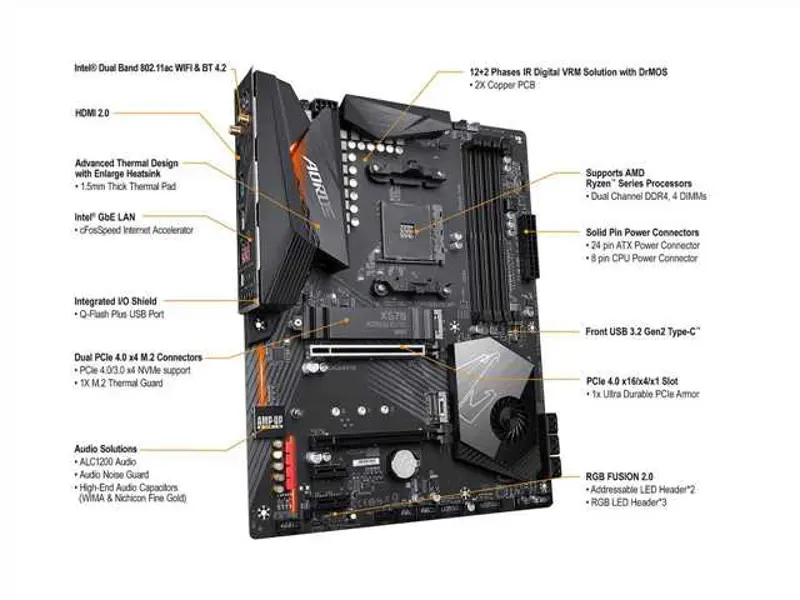 Intel® Dual Band 802.11ac WIFI & BT 4.2
HDMI 2.0
Advanced Thermal Design
with Enlarge Heatsink
• 1.5mm Thick Thermal Pad
Intel® GbE LAN
• cFosSpeed Internet Accelerator
Integrated I/O Shield
• Q-Flash Plus USB Port
Dual PCIe 4.0 x4 M.2 Connectors
• PCIe 4.0/3.0 x4 NVMe support
• 1X M.2 Thermal Guard
Audio Solutions
• ALC1200 Audio
• Audio Noise Guard
• High-End Audio Capacitors
(WIMA & Nichicon Fine Gold)
AORUS
X570
AMP-UP
12+2 Phases IR Digital VRM Solution with DrMOS
• 2X Copper PCB
Supports AMD
Ryzen™ Series Processors
• Dual Channel DDR4, 4 DIMMs
Solid Pin Power Connectors
• 24 pin ATX Power Connector
• 8 pin CPU Power Connector
Front USB 3.2 Gen2 Type-C™
PCIe 4.0 x16/x4/x1 Slot
• 1x Ultra Durable PCIe Armor
RGB FUSION 2.0
• Addressable LED Header*2
• RGB LED Header*3